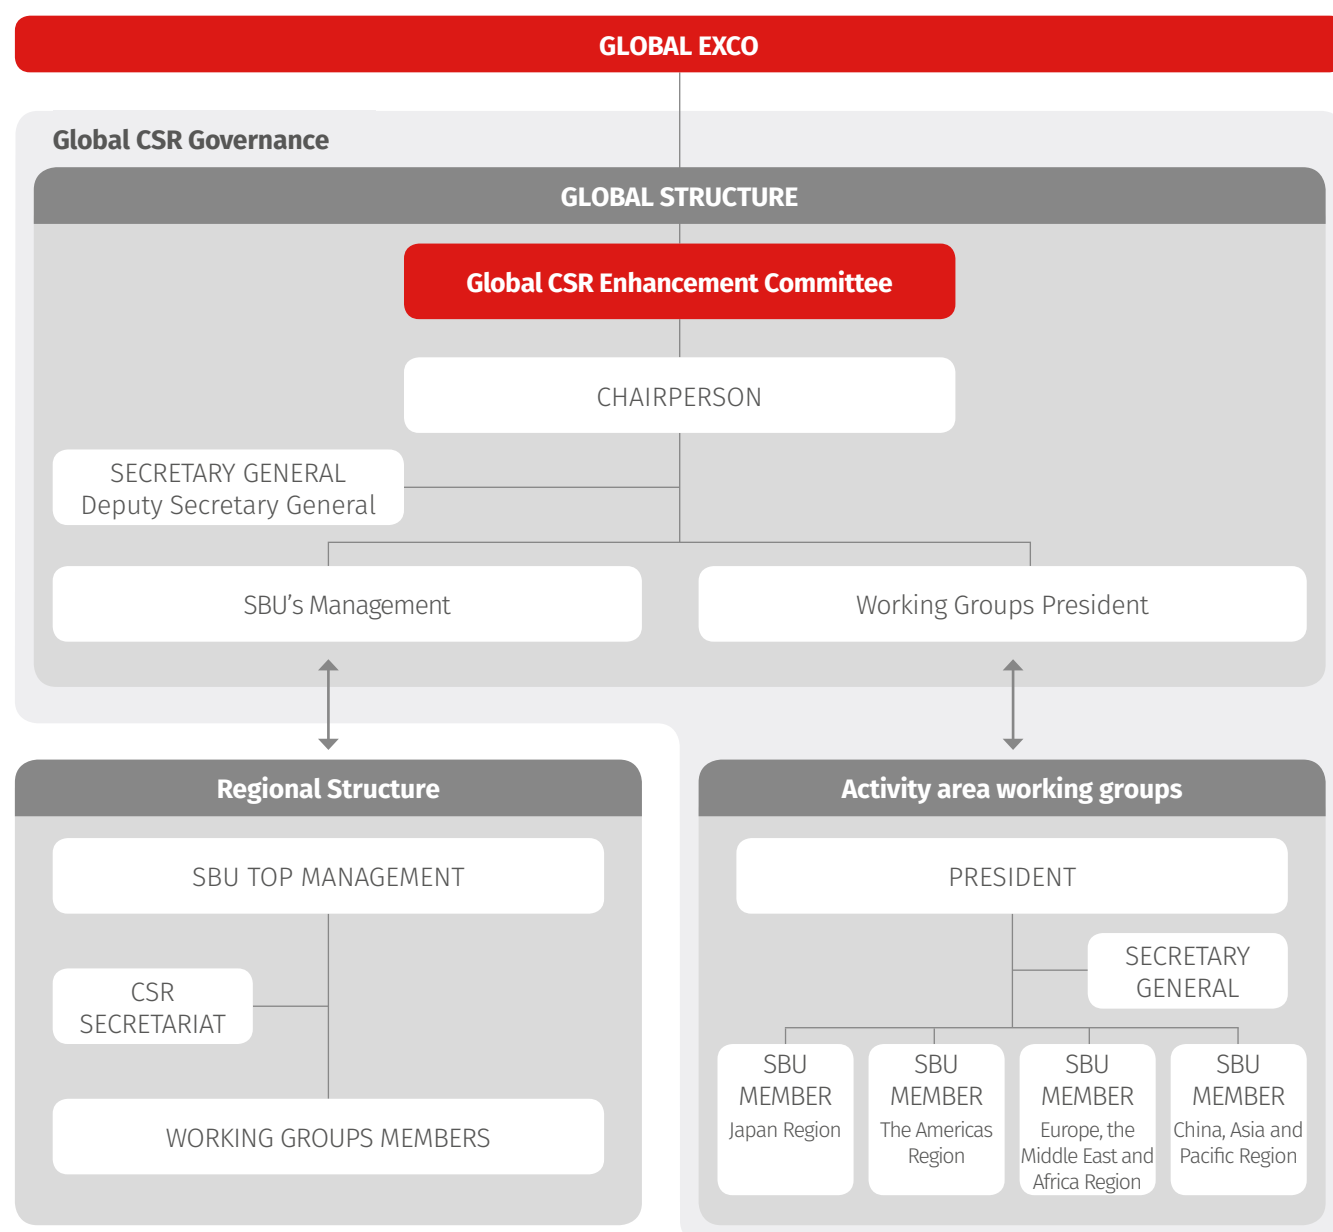 GLOBAL EXCO
Global CSR Governance
GLOBAL STRUCTURE
Global CSR Enhancement Committee
CHAIRPERSON
SECRETARY GENERAL
Deputy Secretary General
SBU’s Management
Working Groups President
Regional Structure
SBU TOP MANAGEMENT
CSR
SECRETARIAT
WORKING GROUPS MEMBERS
Activity area working groups
PRESIDENT
SECRETARY
GENERAL
SBU
MEMBER
Japan Region
SBU
MEMBER
The Americas
Region
SBU
MEMBER
Europe, the
Middle East and
Africa Region
SBU
MEMBER
China, Asia and
Pacific Region